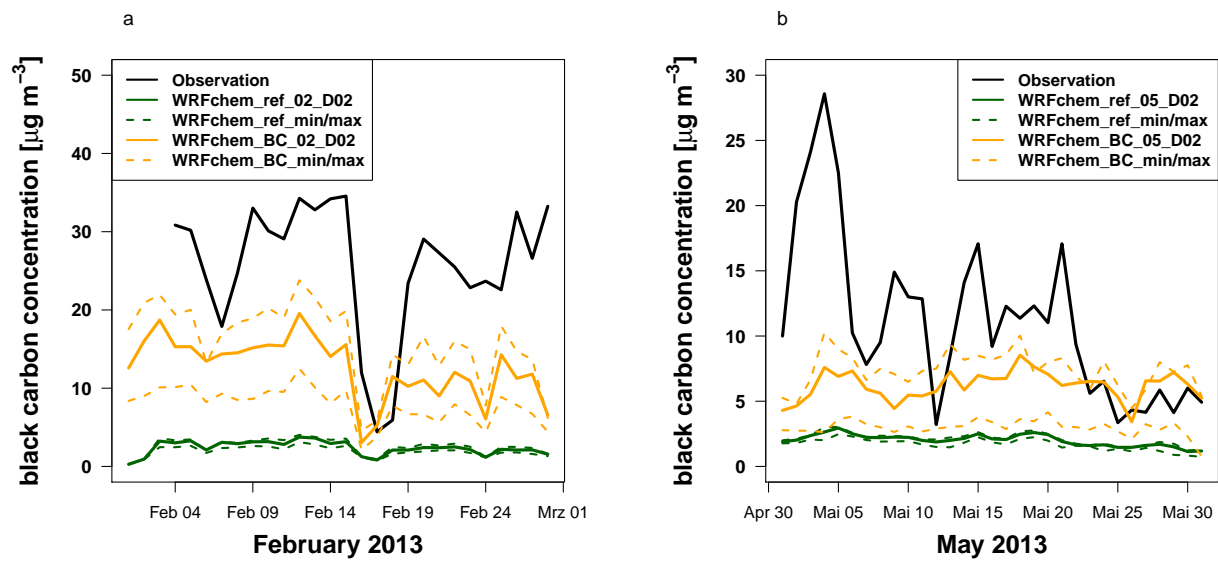 a
black carbon concentration [μg m−3]
50
40
30
20
10
0
Observation
WRFchem_ref_02_D02
WRFchem_ref_min/max
WRFchem_BC_02_D02
WRFchem_BC_min/max
Feb 04 Feb 09 Feb 14 Feb 19 Feb 24 Mrz 01
February 2013
b
black carbon concentration [μg m−3]
30
25
20
15
10
5
0
Observation
WRFchem_ref_05_D02
WRFchem_ref_min/max
WRFchem_BC_05_D02
WRFchem_BC_min/max
Apr 30 Mai 05 Mai 10 Mai 15 Mai 20 Mai 25 Mai 30
May 2013